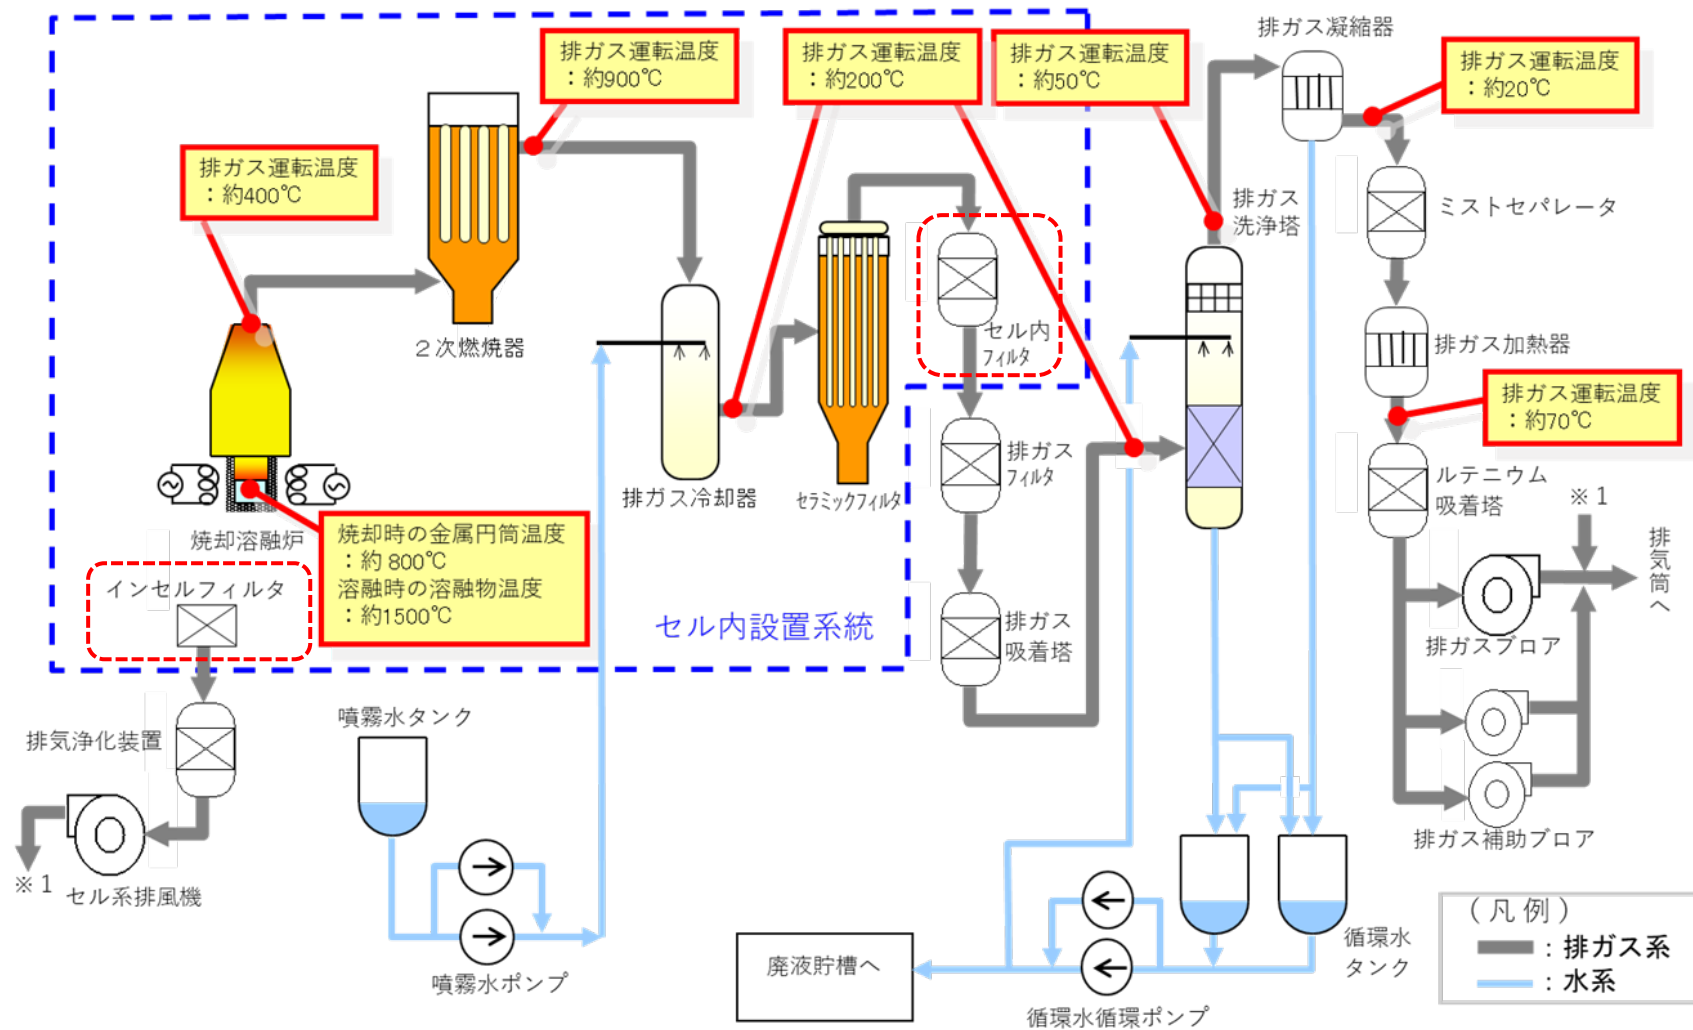 排ガス凝縮器
排ガス運転温度
：約900℃
排ガス運転温度
：約200℃
排ガス運転温度
：約50℃
排ガス運転温度
：約20℃
排ガス運転温度
：約400℃
ミストセパレータ
排ガス
洗浄塔
２次燃焼器
セル内
フィルタ
排ガス加熱器
排ガス運転温度
：約70℃
排ガス
フィルタ
ルテニウム
吸着塔
※１
排ガス冷却器
セラミックフィルタ
焼却溶融炉
焼却時の金属円筒温度
：約 800℃
溶融時の溶融物温度
：約1500℃
排気筒へ
インセルフィルタ
セル内設置系統
排ガス
吸着塔
排ガスブロア
噴霧水タンク
排気浄化装置
排ガス補助ブロア
※１
セル系排風機
噴霧水ポンプ
廃液貯槽へ
循環水
タンク
循環水循環ポンプ
（凡例）
：排ガス系
：水系